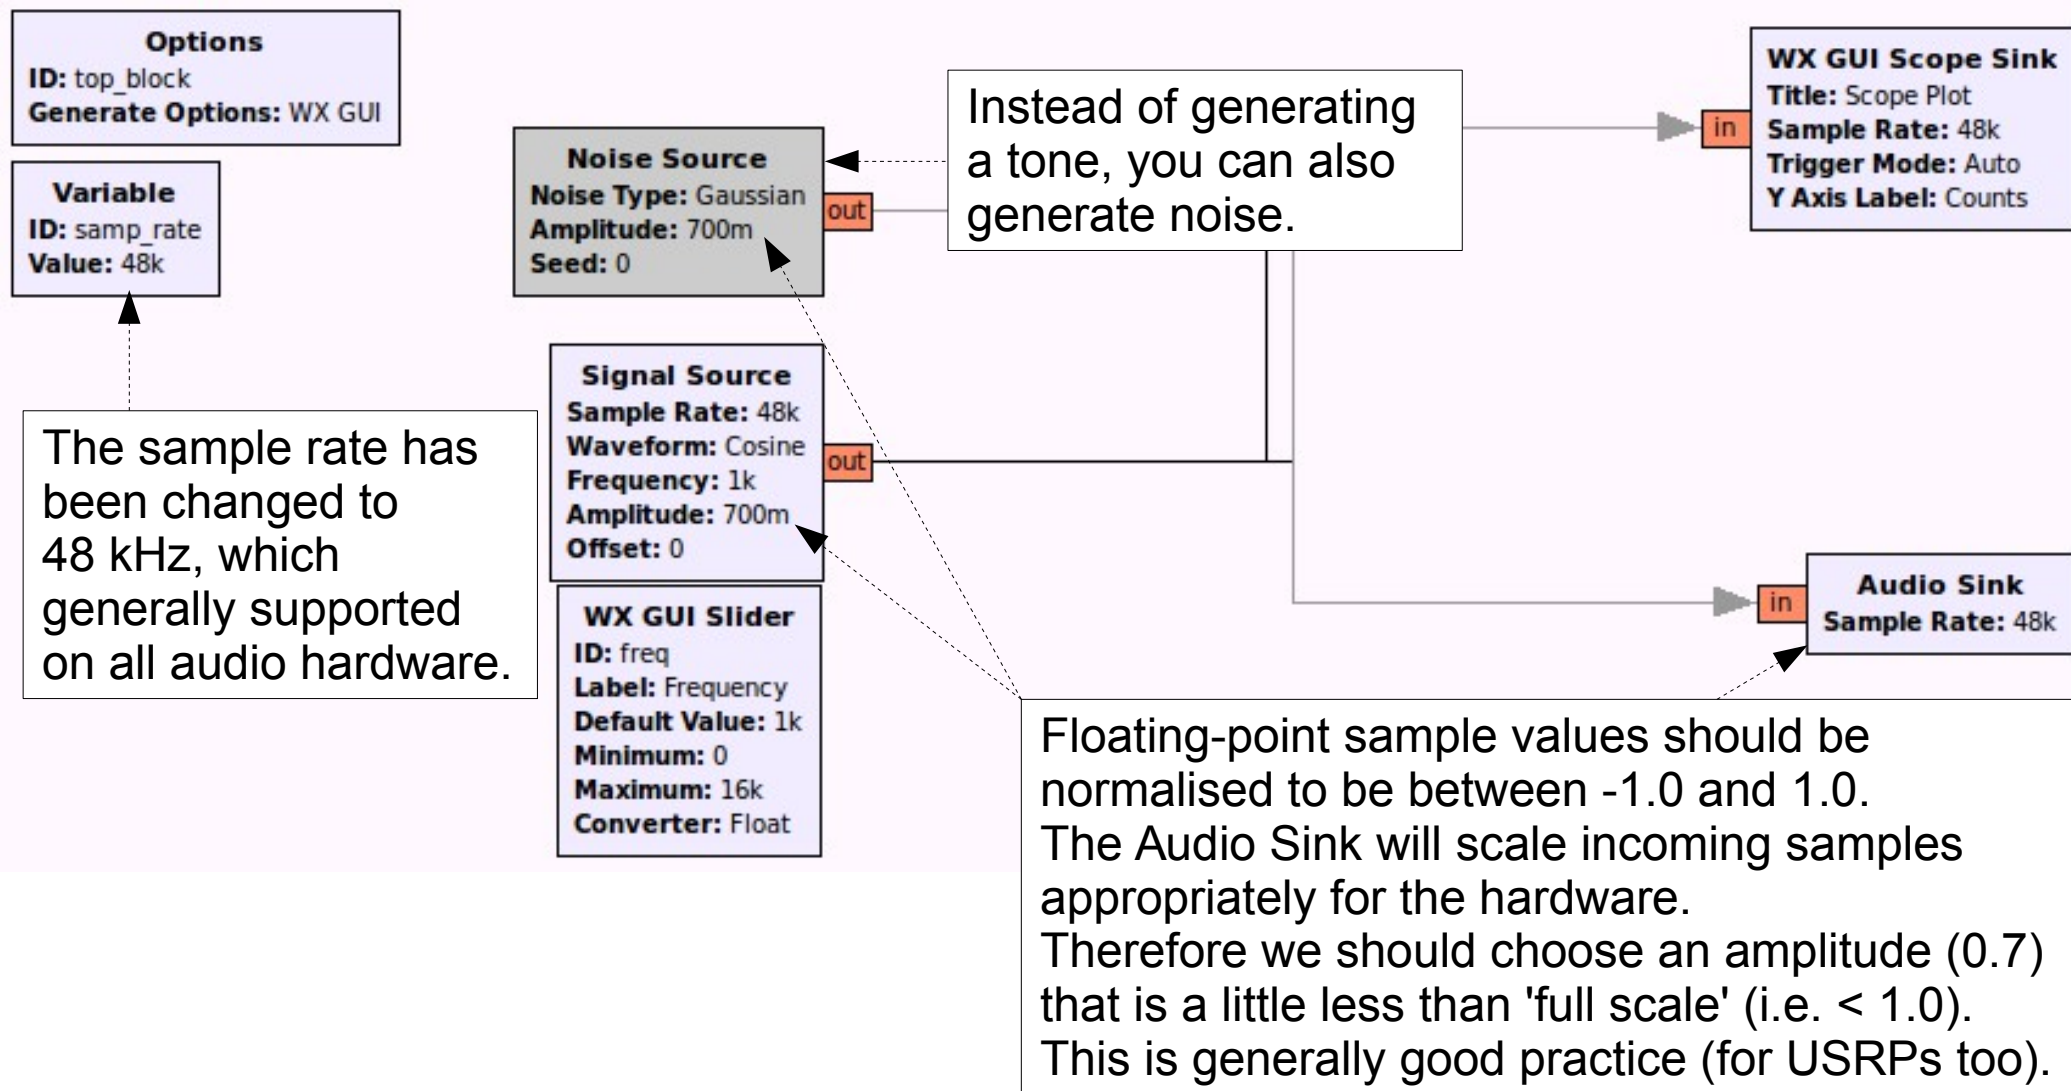 Options
ID: top_block
Generate Options: WX GUI
Variable
ID: samp_rate
Value: 48k
The sample rate has
been changed to
48 kHz, which
generally supported
on all audio hardware.
Noise Source
Noise Type: Gaussian
Amplitude: 700m
Seed: 0
out
Instead of generating
a tone, you can also
generate noise.
Signal Source
Sample Rate: 48k
Waveform: Cosine
Frequency: 1k
Amplitude: 700m
Offset: 0
out
WX GUI Slider
ID: freq
Label: Frequency
Default Value: 1k
Minimum: 0
Maximum: 16k
Converter: Float
in
WX GUI Scope Sink
Title: Scope Plot
Sample Rate: 48k
Trigger Mode: Auto
Y Axis Label: Counts
in
Audio Sink
Sample Rate: 48k
Floating-point sample values should be
normalised to be between -1.0 and 1.0.
The Audio Sink will scale incoming samples
appropriately for the hardware.
Therefore we should choose an amplitude (0.7)
that is a little less than 'full scale' (i.e. < 1.0).
This is generally good practice (for USRPs too).